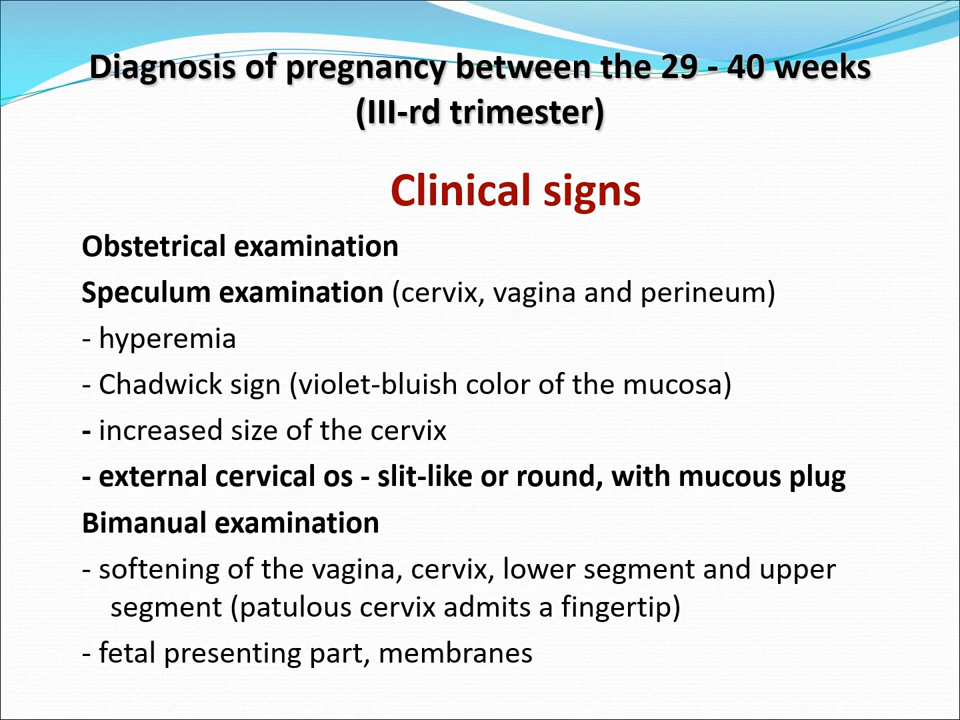 Diagnosis of pregnancy between the 29 - 40 weeks
(III-rd trimester)
Clinical signs
Obstetrical examination
Speculum examination (cervix, vagina and perineum)
- hyperemia
- Chadwick sign (violet-bluish color of the mucosa)
- increased size of the cervix
- external cervical os - slit-like or round, with mucous plug
Bimanual examination
- softening of the vagina, cervix, lower segment and upper
segment (patulous cervix admits a fingertip)
- fetal presenting part, membranes